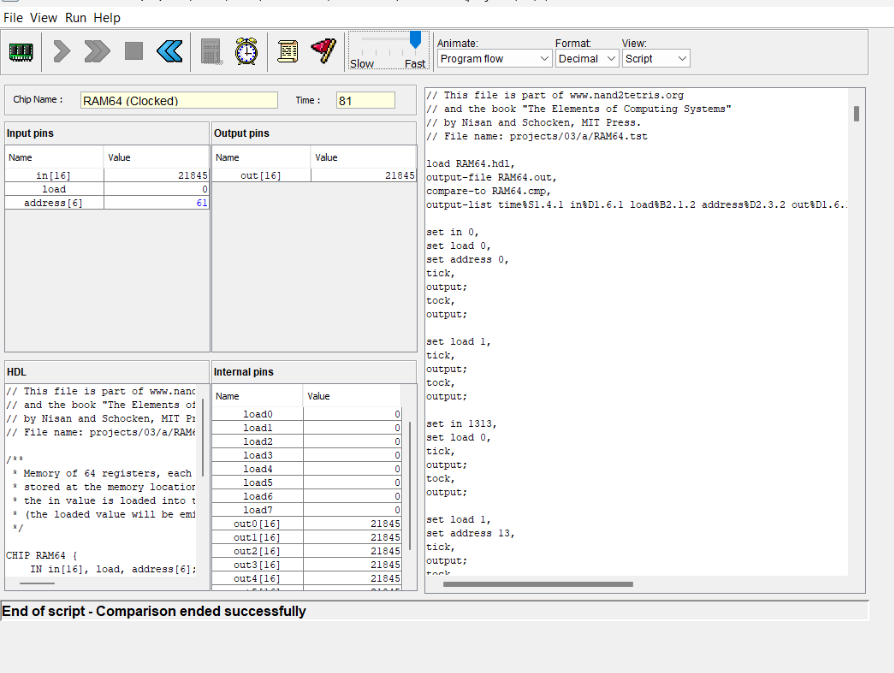 File View Run Help
Slow Fast
Animate:
Program flow
Format:
Decimal
View:
Script
Chip Name :
RAM64 (Clocked)
Time :
81
Input pins
Name Value
in[16] 21845
load 0
address[6] 61
Output pins
Name Value
out[16] 21845
HDL
// This file is part of www.nand
// and the book "The Elements of
// by Nisan and Schocken, MIT Pr
// File name: projects/03/a/RAM6
/**
* Memory of 64 registers, each
* stored at the memory location
* the in value is loaded into t
* (the loaded value will be emi
*/
CHIP RAM64 {
IN in[16], load, address[6];
Internal pins
Name Value
load0 0
load1 0
load2 0
load3 0
load4 0
load5 0
load6 0
load7 0
out0[16] 21845
out1[16] 21845
out2[16] 21845
out3[16] 21845
out4[16] 21845
// This file is part of www.nand2tetris.org
// and the book "The Elements of Computing Systems"
// by Nisan and Schocken, MIT Press.
// File name: projects/03/a/RAM64.tst
load RAM64.hdl,
output-file RAM64.out,
compare-to RAM64.cmp,
output-list time%S1.4.1 in%D1.6.1 load%B2.1.2 address%D2.3.2 out%D1.6.
set in 0,
set load 0,
set address 0,
tick,
output;
tock,
output;
set load 1,
tick,
output;
tock,
output;
set in 1313,
set load 0,
tick,
output;
tock,
output;
set load 1,
set address 13,
tick,
output;
tock
End of script - Comparison ended successfully